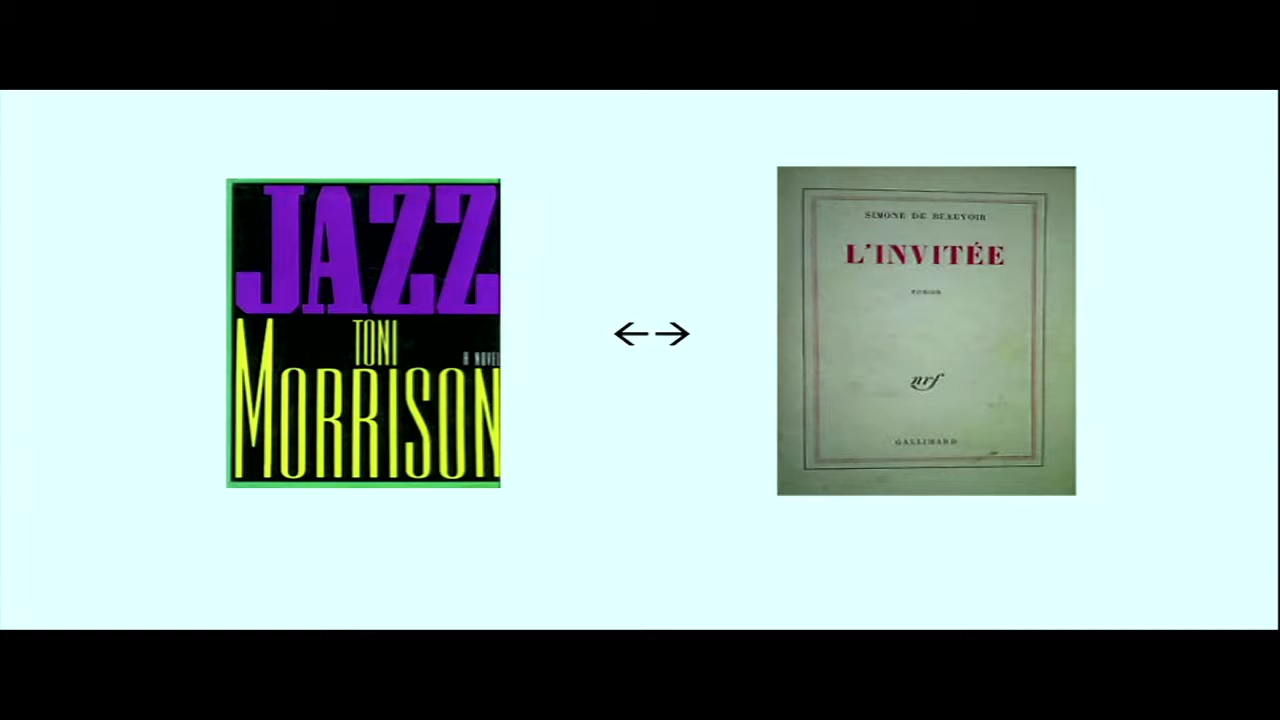 JAZZ
TONI
A NOVEL
MORRISON
SIMONE DE BEAUVOIR
L'INVITÉE
roman
nrf
GALLIMARD